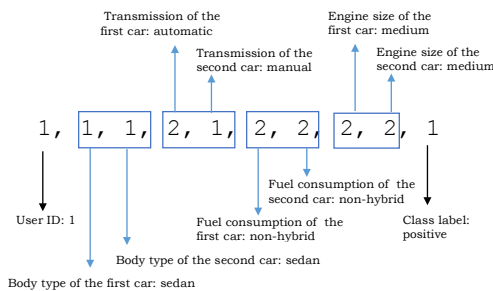 Transmission of the
first car: automatic
Transmission of the
second car: manual
Engine size of the
first car: medium
Engine size of the
second car: medium
1, 1, 1, 2, 1, 2, 2, 2, 2, 1
User ID: 1
Body type of the first car: sedan
Body type of the second car: sedan
Fuel consumption of the
first car: non-hybrid
Fuel consumption of the
second car: non-hybrid
Class label:
positive